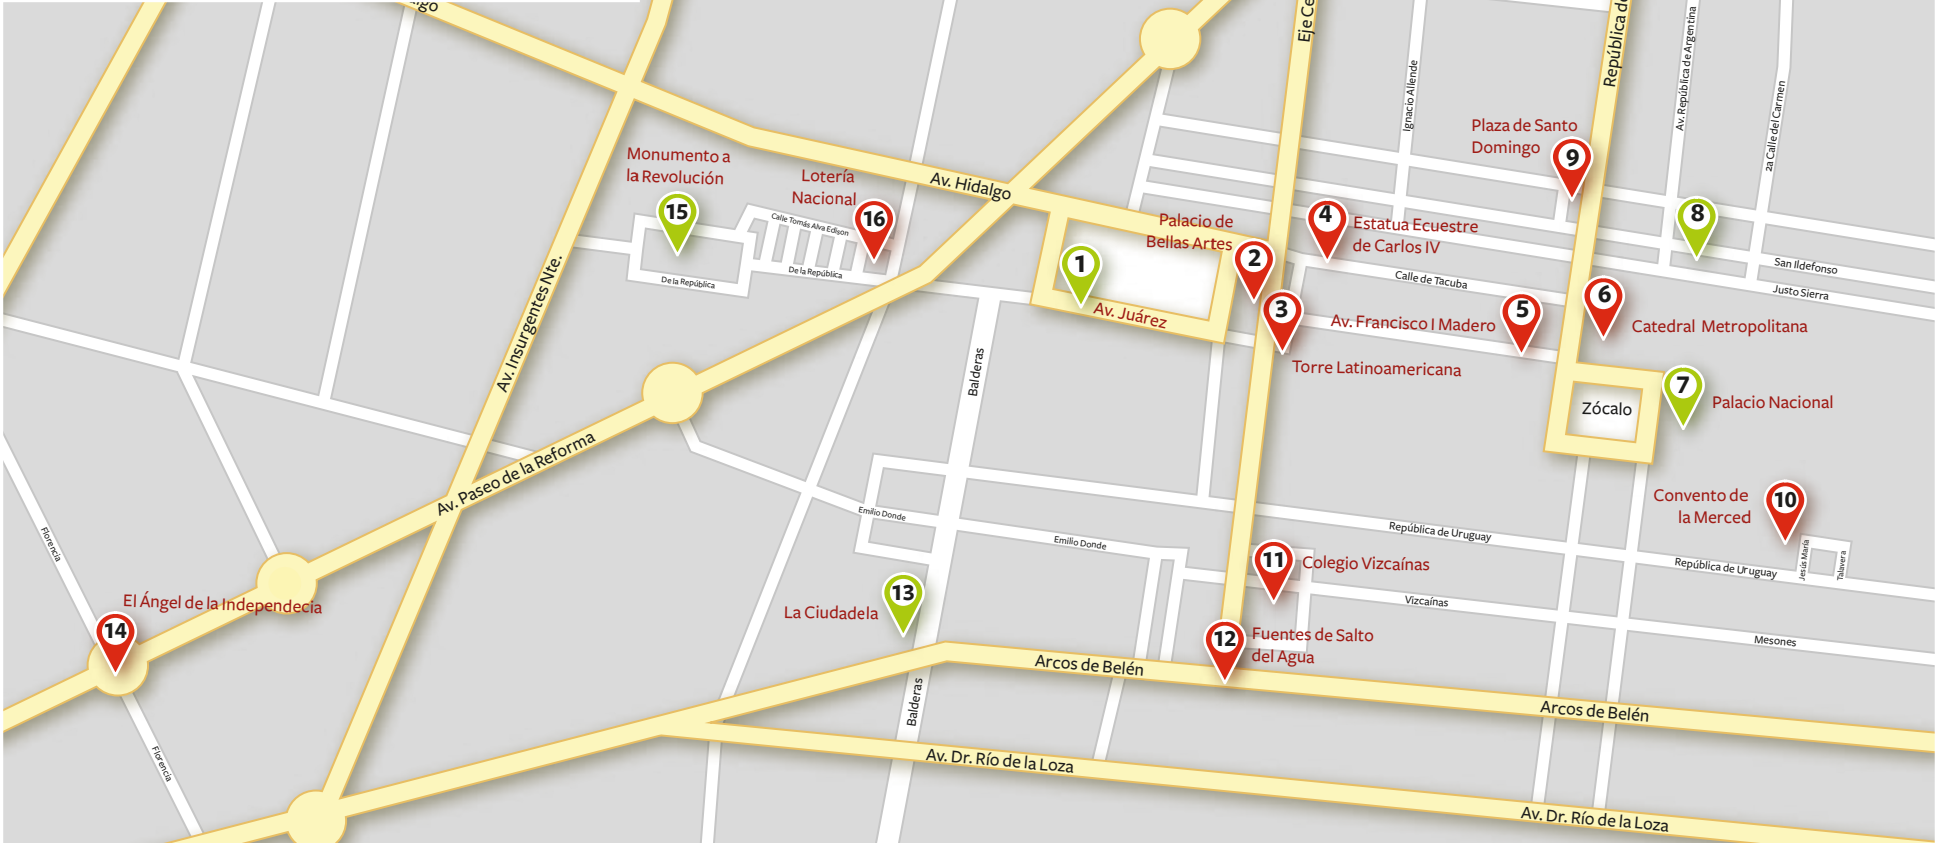 Eje Ce
República de
Av. República de Argentina
2a Calle del Carmen
Ignacio Allende
Plaza de Santo
Domingo
9
Monumento a
la Revolución
15
Lotería
Nacional
16
Calle Tomás Alva Edison
De la República
De la República
Av. Hidalgo
Palacio de
Bellas Artes
2
4
Estatua Ecuestre
de Carlos IV
8
San Ildefonso
Justo Sierra
Calle de Tacuba
1
Av. Juárez
3
Torre Latinoamericana
Av. Francisco I Madero
5
6
Catedral Metropolitana
Zócalo
7
Palacio Nacional
Av. Insurgentes Nte.
Balderas
Av. Paseo de la Reforma
Emilio Donde
Emilio Donde
República de Uruguay
República de Uruguay
Convento de
la Merced
10
Jesús María
Talavera
11
Colegio Vizcaínas
Vizcaínas
Mesones
Florencia
El Ángel de la Independecia
14
Florencia
13
La Ciudadela
12
Fuentes de Salto
del Agua
Arcos de Belén
Arcos de Belén
Balderas
Av. Dr. Río de la Loza
Av. Dr. Río de la Loza